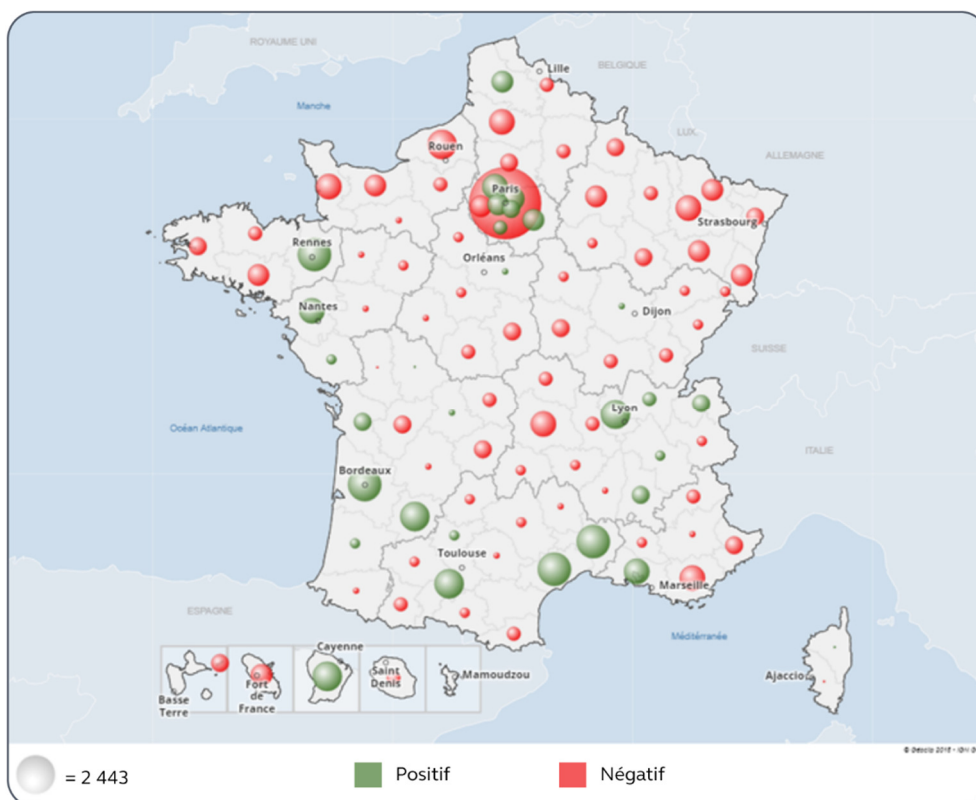 ROYAUME UNI
Lille
BELGIQUE
Manche
LUX.
Rouen
ALLEMAGNE
Paris
Strasbourg
Rennes
Orléans
Nantes
Dijon
SUISSE
Lyon
Océan Atlantique
ITALIE
Bordeaux
Toulouse
Marseille
ESPAGNE
Méditérranée
Cayenne
Saint
Denis
Mamoudzou
Ajaccio
Fort
de
France
Basse
Terre
= 2 443
Positif
Négatif